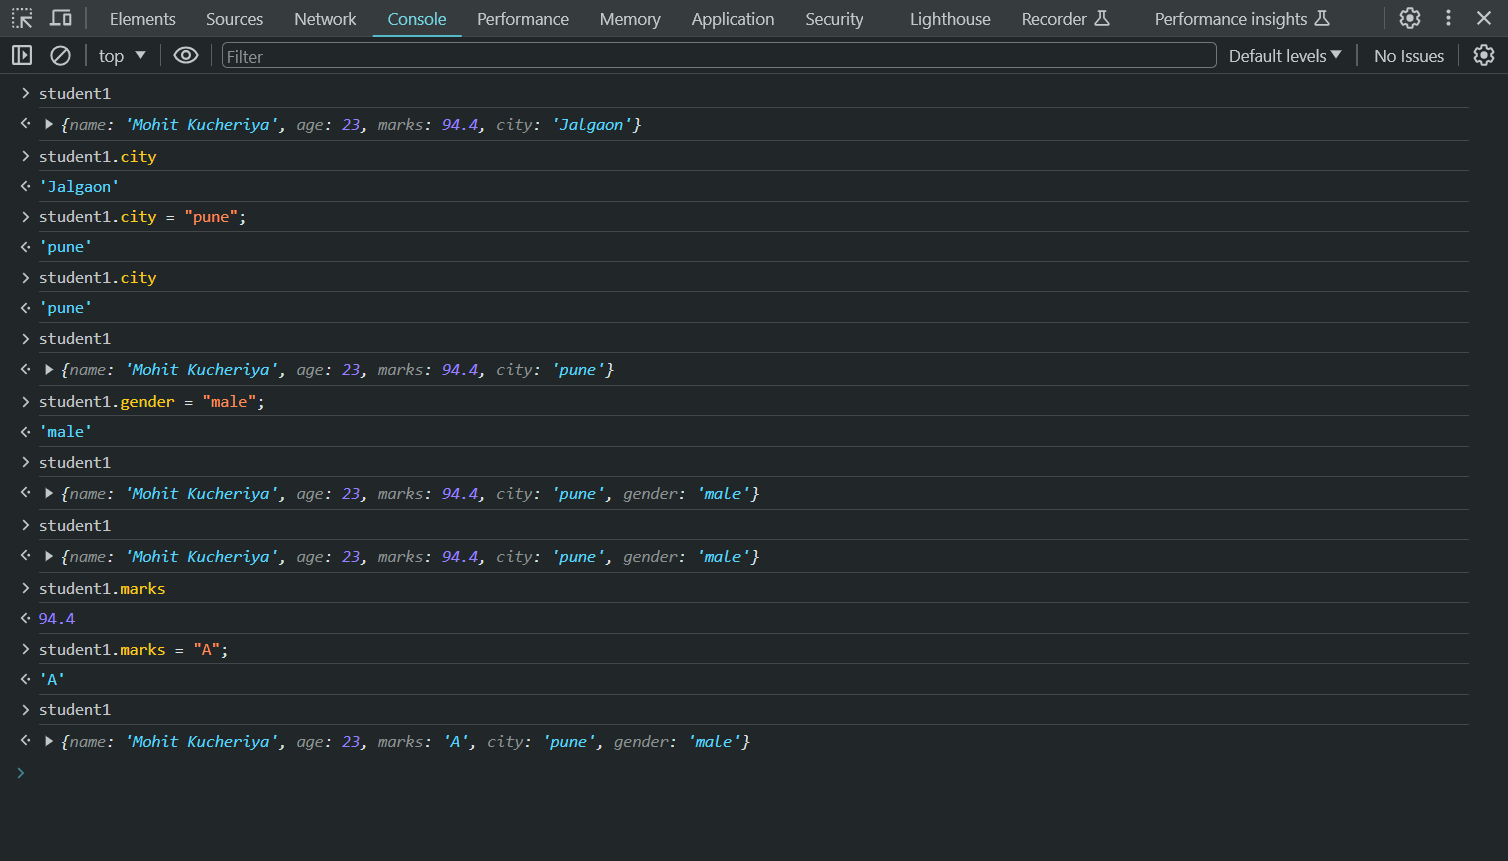 Elements Sources Network Console Performance Memory Application Security Lighthouse Recorder Performance insights
top Filter Default levels No Issues
student1
{name: 'Mohit Kucheriya', age: 23, marks: 94.4, city: 'Jalgaon'}
student1.city
'Jalgaon'
student1.city = "pune";
'pune'
student1.city
'pune'
student1
{name: 'Mohit Kucheriya', age: 23, marks: 94.4, city: 'pune'}
student1.gender = "male";
'male'
student1
{name: 'Mohit Kucheriya', age: 23, marks: 94.4, city: 'pune', gender: 'male'}
student1
{name: 'Mohit Kucheriya', age: 23, marks: 94.4, city: 'pune', gender: 'male'}
student1.marks
94.4
student1.marks = "A";
'A'
student1
{name: 'Mohit Kucheriya', age: 23, marks: 'A', city: 'pune', gender: 'male'}